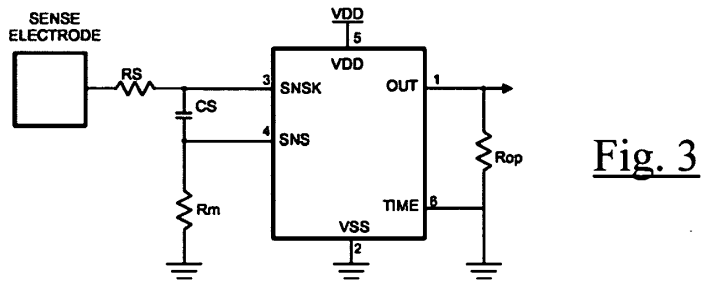 SENSE
ELECTRODE
RS
CS
Rm
VDD
5
VDD
3
SNSK
4
SNS
OUT
1
TIME
6
VSS
2
Rop
Fig. 3